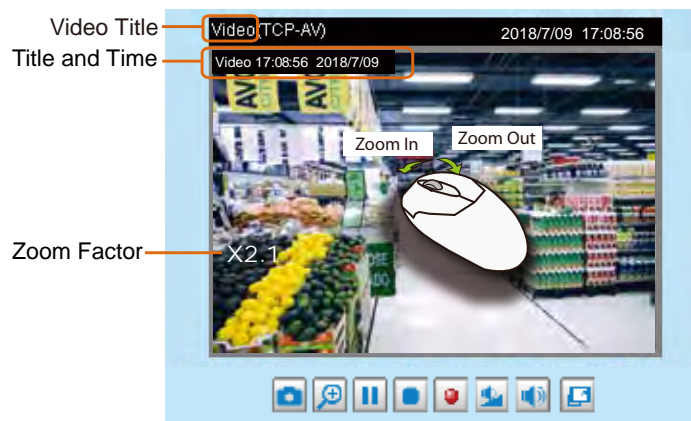 Video Title
Video(TCP-AV)
2018/7/09 17:08:56
Title and Time
Video 17:08:56 2018/7/09
Zoom In
Zoom Out
Zoom Factor
X2.1